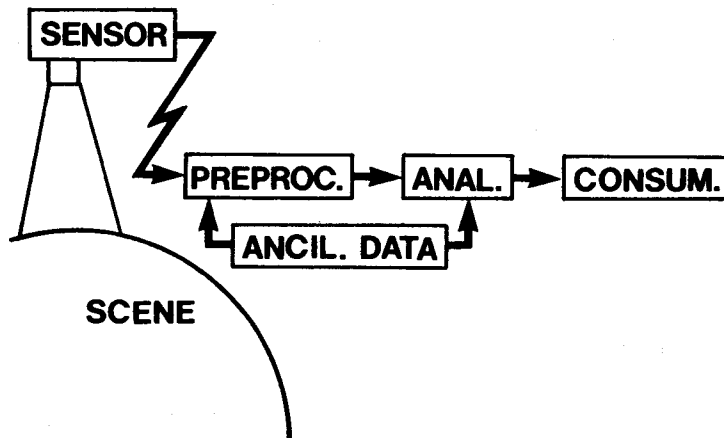 SENSOR
PREPROC.
ANAL.
CONSUM.
ANCIL. DATA
SCENE